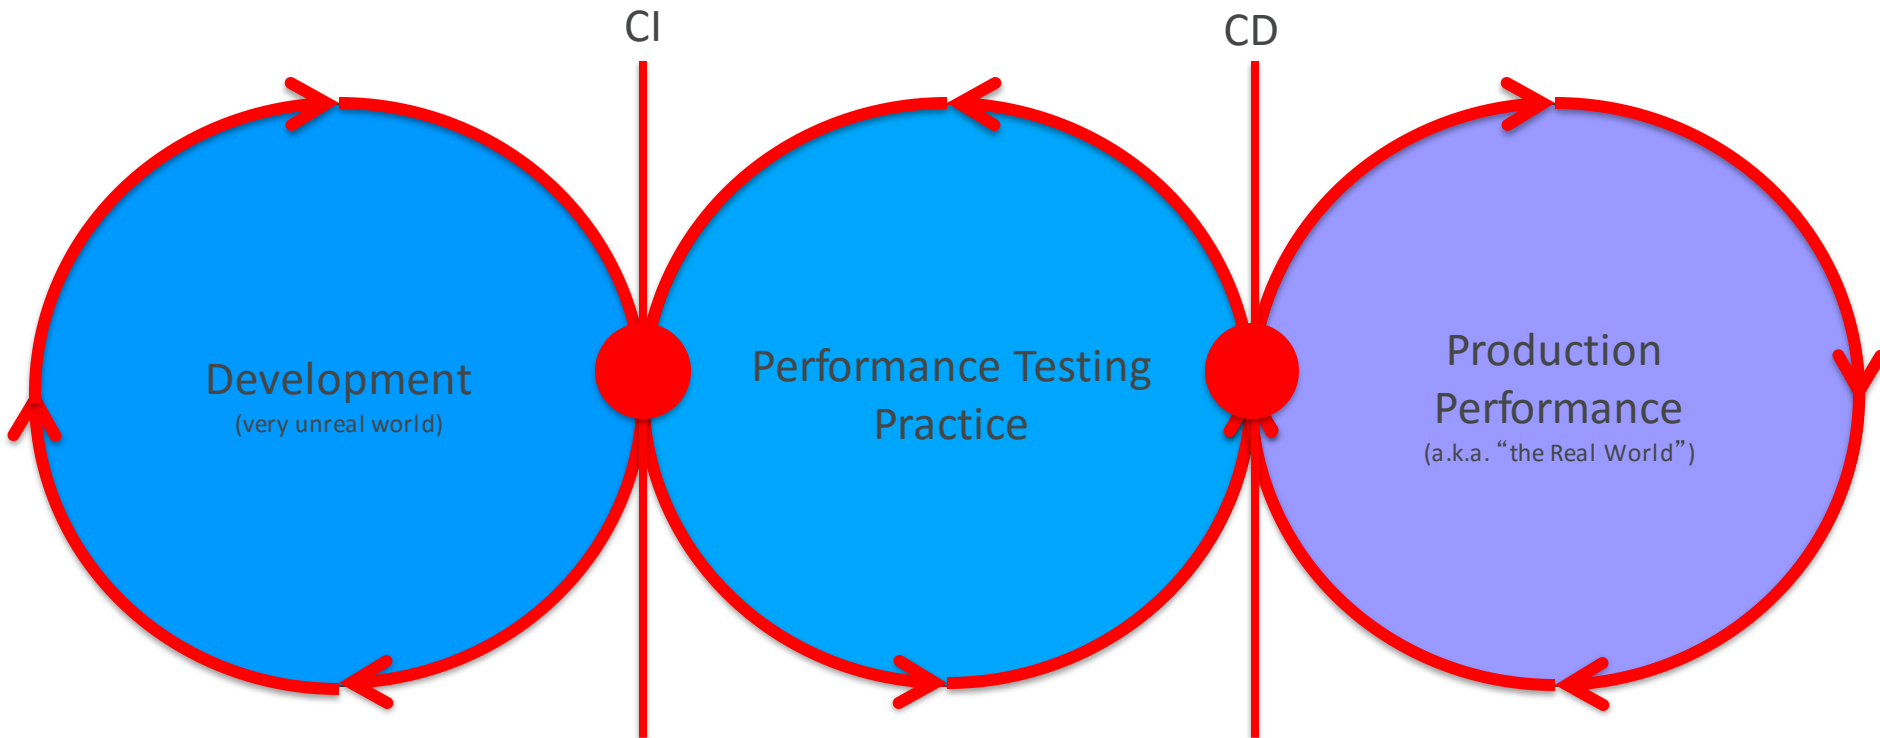 CI
CD
Development
(very unreal world)
Performance Testing
Practice
Production
Performance
(a.k.a. “the Real World”)